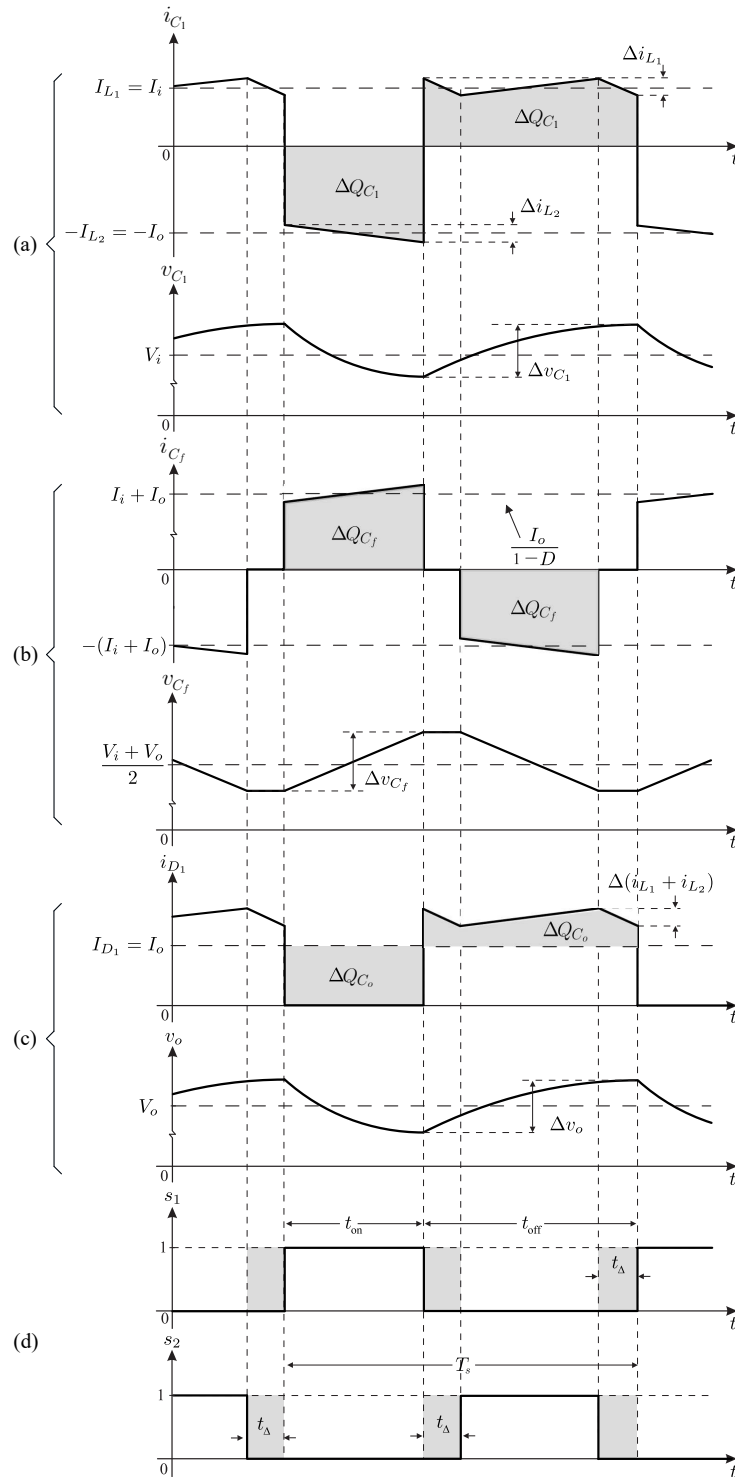 i_{C_1}
Δi_{L_1}
I_{L_1} = I_i
ΔQ_{C_1}
0
t
ΔQ_{C_1}
Δi_{L_2}
(a)
−I_{L_2} = −I_o
v_{C_1}
V_i
Δv_{C_1}
0
t
i_{C_f}
I_i + I_o
ΔQ_{C_f}
I_o
1−D
0
t
ΔQ_{C_f}
−(I_i + I_o)
(b)
v_{C_f}
V_i + V_o
2
Δv_{C_f}
0
t
i_{D_1}
Δ(i_{L_1} + i_{L_2})
I_{D_1} = I_o
ΔQ_{C_o}
ΔQ_{C_o}
0
t
(c)
v_o
V_o
Δv_o
0
t
s_1
t_on
t_off
1
t_Δ
0
t
(d)
s_2
T_s
1
t_Δ
t_Δ
0
t